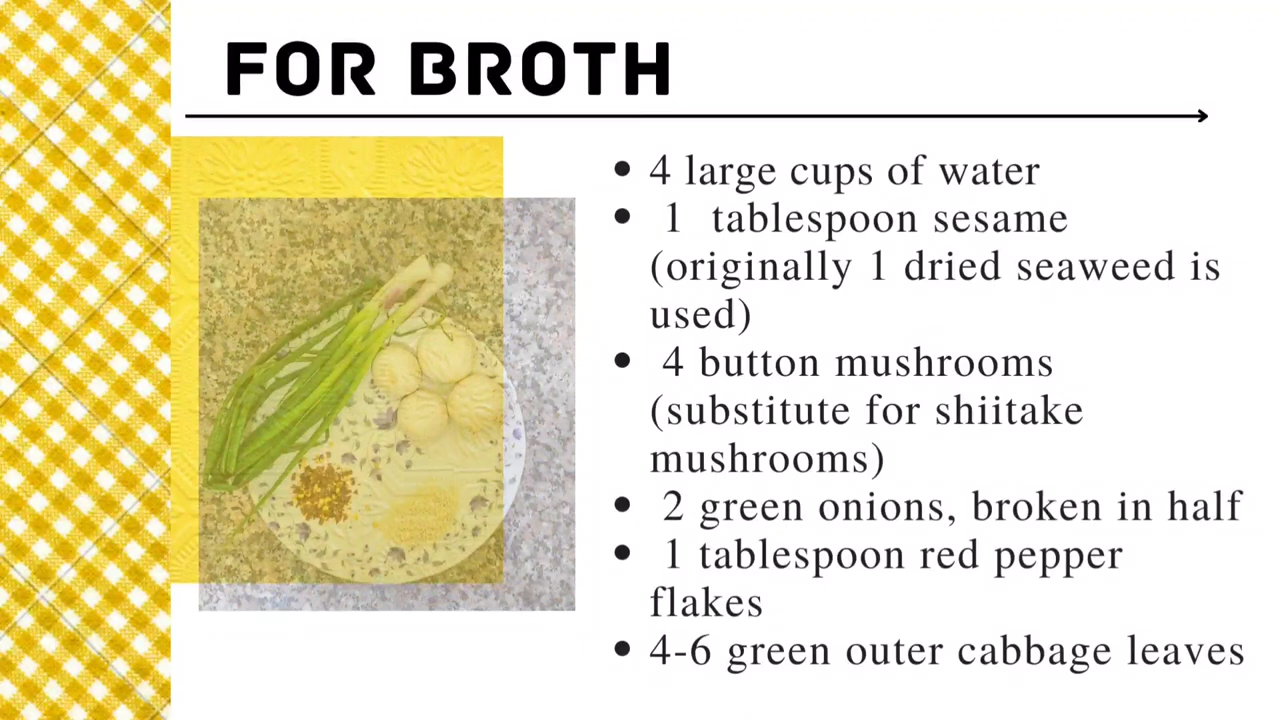 FOR BROTH
• 4 large cups of water
• 1 tablespoon sesame
(originally 1 dried seaweed is
used)
• 4 button mushrooms
(substitute for shiitake
mushrooms)
• 2 green onions, broken in half
• 1 tablespoon red pepper
flakes
• 4-6 green outer cabbage leaves